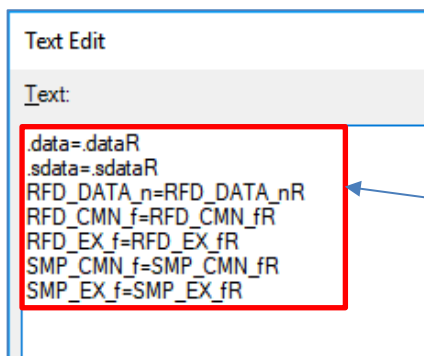 Text Edit
Text:
.data=.dataR
.sdata=.sdataR
RFD_DATA_n=RFD_DATA_nR
RFD_CMN_f=RFD_CMN_fR
RFD_EX_f=RFD_EX_fR
SMP_CMN_f=SMP_CMN_fR
SMP_EX_f=SMP_EX_fR